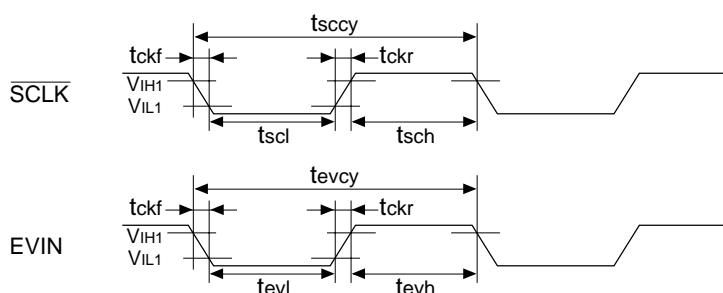 tsccy
tckf tckr
SCLK VIH1
VIL1
tscl tsch
tevcy
tckf tckr
EVIN VIH1
VIL1
tevl tevh